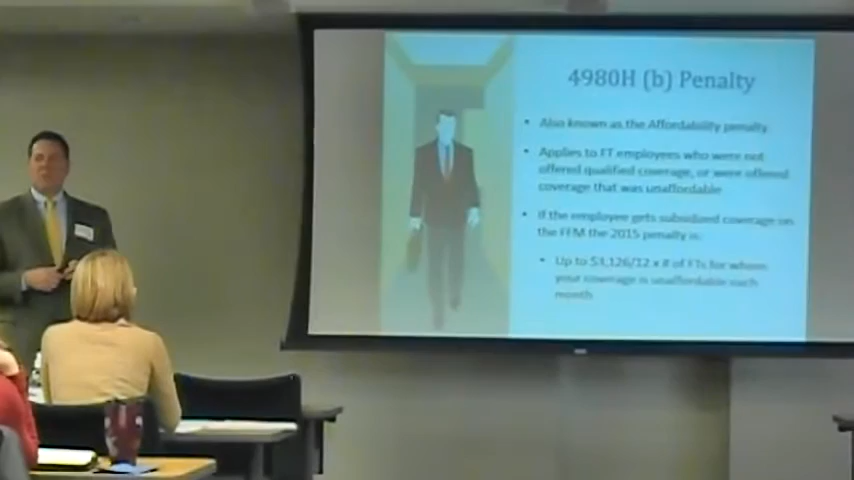 4980H (b) Penalty
• Also known as the Affordability penalty
• Applies to FT employees who were not
offered qualified coverage, or were offered
coverage that was unaffordable
• If the employee gets subsidized coverage on
the FFM the 2015 penalty is:
• Up to $3,126/12 x # of FTs for whom
your coverage is unaffordable each
month